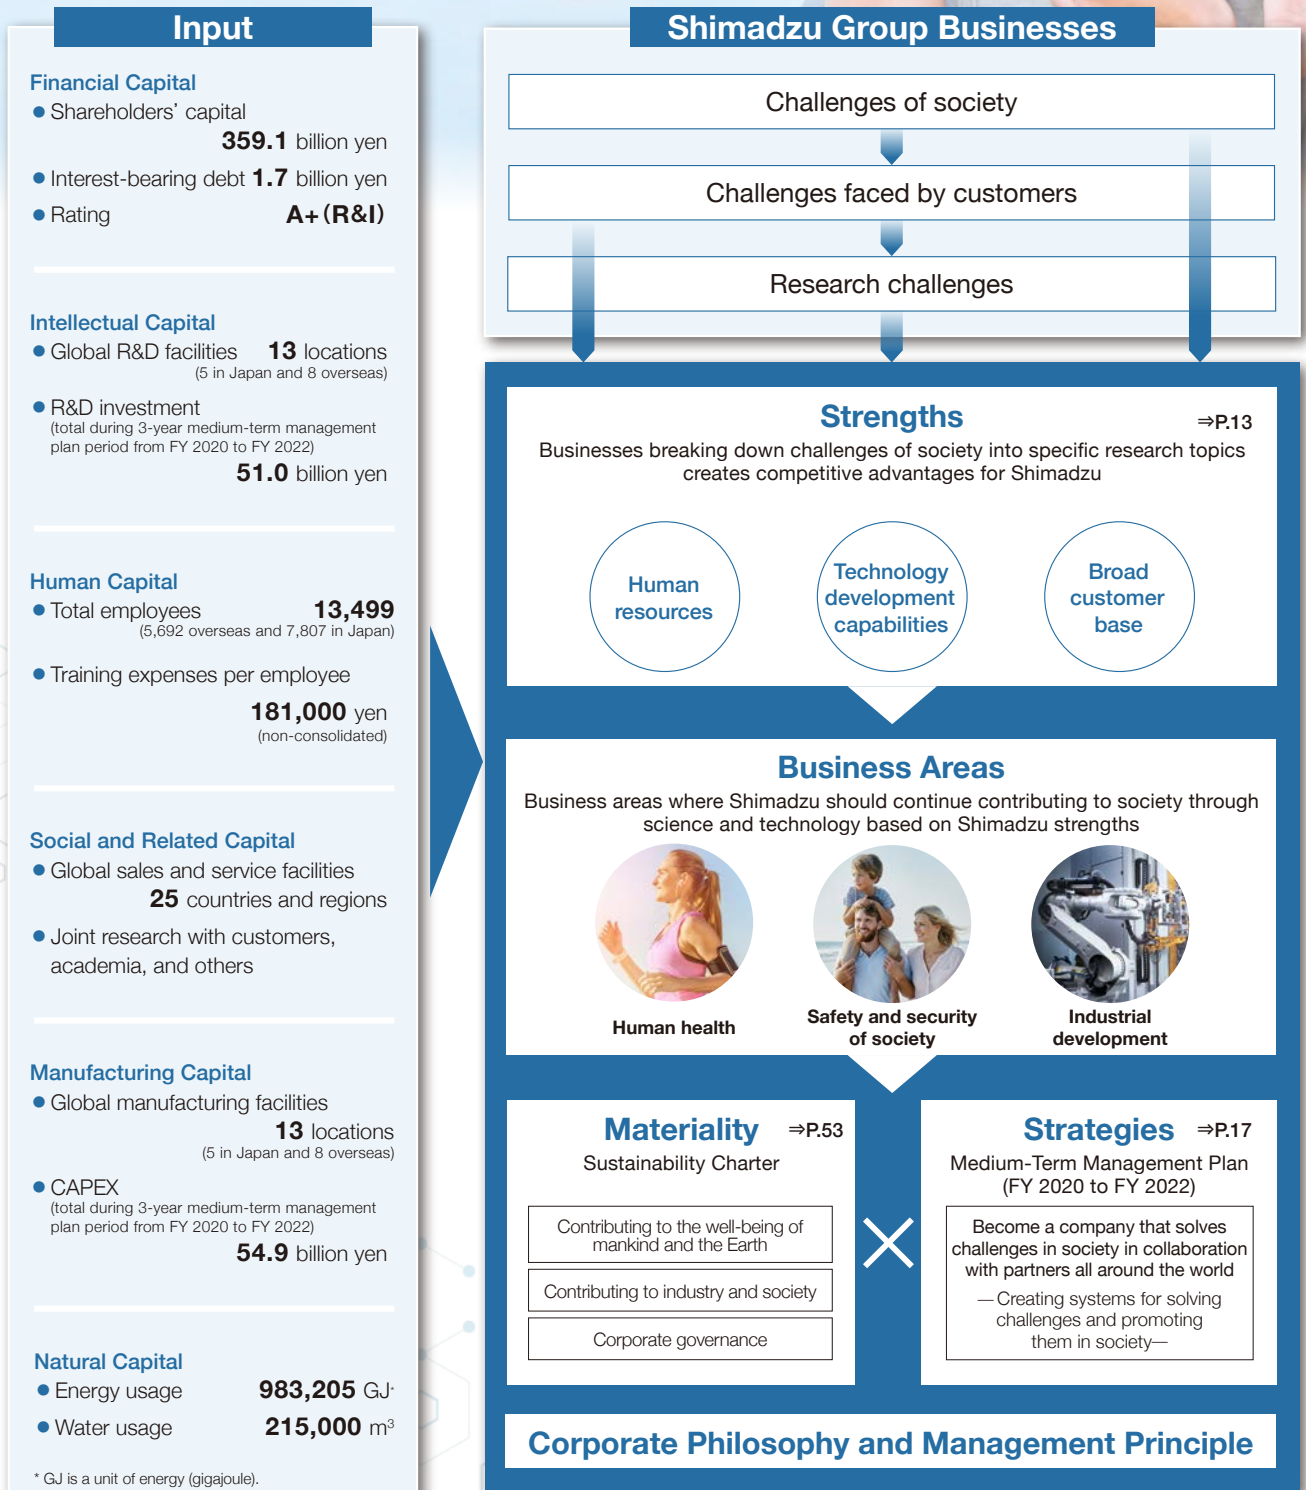 Input
Financial Capital
● Shareholders' capital
359.1 billion yen
● Interest-bearing debt 1.7 billion yen
● Rating A+ (R&I)
Intellectual Capital
● Global R&D facilities 13 locations
(5 in Japan and 8 overseas)
● R&D investment
(total during 3-year medium-term management
plan period from FY 2020 to FY 2022)
51.0 billion yen
Human Capital
● Total employees 13,499
(5,692 overseas and 7,807 in Japan)
● Training expenses per employee
181,000 yen
(non-consolidated)
Social and Related Capital
● Global sales and service facilities
25 countries and regions
● Joint research with customers,
academia, and others
Manufacturing Capital
● Global manufacturing facilities
13 locations
(5 in Japan and 8 overseas)
● CAPEX
(total during 3-year medium-term management
plan period from FY 2020 to FY 2022)
54.9 billion yen
Natural Capital
● Energy usage 983,205 GJ*
● Water usage 215,000 m³
* GJ is a unit of energy (gigajoule).
Shimadzu Group Businesses
Challenges of society
Challenges faced by customers
Research challenges
Strengths ⇒P.13
Businesses breaking down challenges of society into specific research topics
creates competitive advantages for Shimadzu
Human
resources
Technology
development
capabilities
Broad
customer
base
Business Areas
Business areas where Shimadzu should continue contributing to society through
science and technology based on Shimadzu strengths
Human health
Safety and security
of society
Industrial
development
Materiality ⇒P.53
Sustainability Charter
Contributing to the well-being of
mankind and the Earth
Contributing to industry and society
Corporate governance
Strategies ⇒P.17
Medium-Term Management Plan
(FY 2020 to FY 2022)
Become a company that solves
challenges in society in collaboration
with partners all around the world
—Creating systems for solving
challenges and promoting
them in society—
Corporate Philosophy and Management Principle